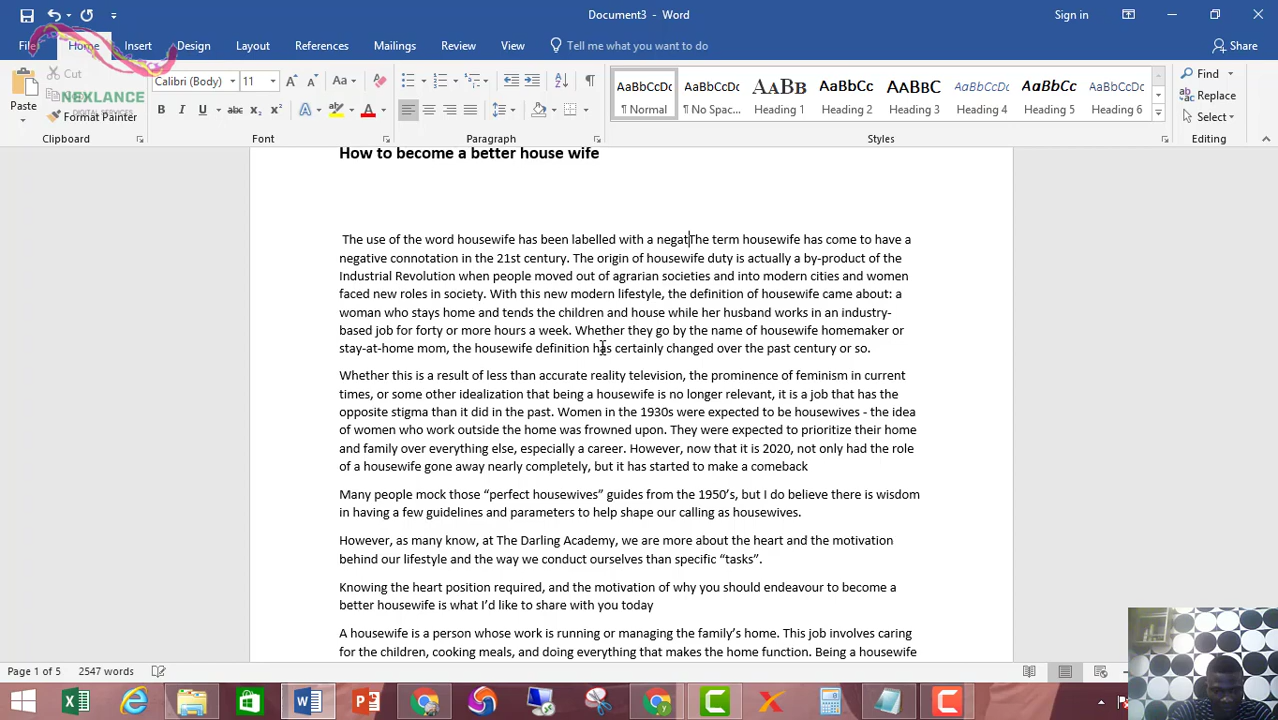 Document3 - Word
Sign in
File
Home
Insert
Design
Layout
References
Mailings
Review
View
Tell me what you want to do
Share
Cut
Calibri (Body)
11
Aa
Paste
NEXLANCE
DIGITAL SERVICES
Format Painter
B I U abc x₂ x²
Clipboard
Font
Paragraph
Styles
Editing
AaBbCcDc
¶ Normal
AaBbCcDc
¶ No Spac...
AABB
Heading 1
AaBbCc
Heading 2
AABBC
Heading 3
AaBbCcD
Heading 4
AaBbCc
Heading 5
AaBbCcD
Heading 6
Find
Replace
Select
How to become a better house wife
The use of the word housewife has been labelled with a negatThe term housewife has come to have a
negative connotation in the 21st century. The origin of housewife duty is actually a by-product of the
Industrial Revolution when people moved out of agrarian societies and into modern cities and women
faced new roles in society. With this new modern lifestyle, the definition of housewife came about: a
woman who stays home and tends the children and house while her husband works in an industry-
based job for forty or more hours a week. Whether they go by the name of housewife homemaker or
stay-at-home mom, the housewife definition has certainly changed over the past century or so.
Whether this is a result of less than accurate reality television, the prominence of feminism in current
times, or some other idealization that being a housewife is no longer relevant, it is a job that has the
opposite stigma than it did in the past. Women in the 1930s were expected to be housewives - the idea
of women who work outside the home was frowned upon. They were expected to prioritize their home
and family over everything else, especially a career. However, now that it is 2020, not only had the role
of a housewife gone away nearly completely, but it has started to make a comeback
Many people mock those “perfect housewives” guides from the 1950’s, but I do believe there is wisdom
in having a few guidelines and parameters to help shape our calling as housewives.
However, as many know, at The Darling Academy, we are more about the heart and the motivation
behind our lifestyle and the way we conduct ourselves than specific “tasks”.
Knowing the heart position required, and the motivation of why you should endeavour to become a
better housewife is what I’d like to share with you today
A housewife is a person whose work is running or managing the family’s home. This job involves caring
for the children, cooking meals, and doing everything that makes the home function. Being a housewife
Page 1 of 5
2547 words